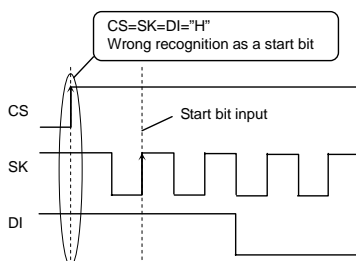 CS=SK=DI="H"
Wrong recognition as a start bit
Start bit input
CS
SK
DI